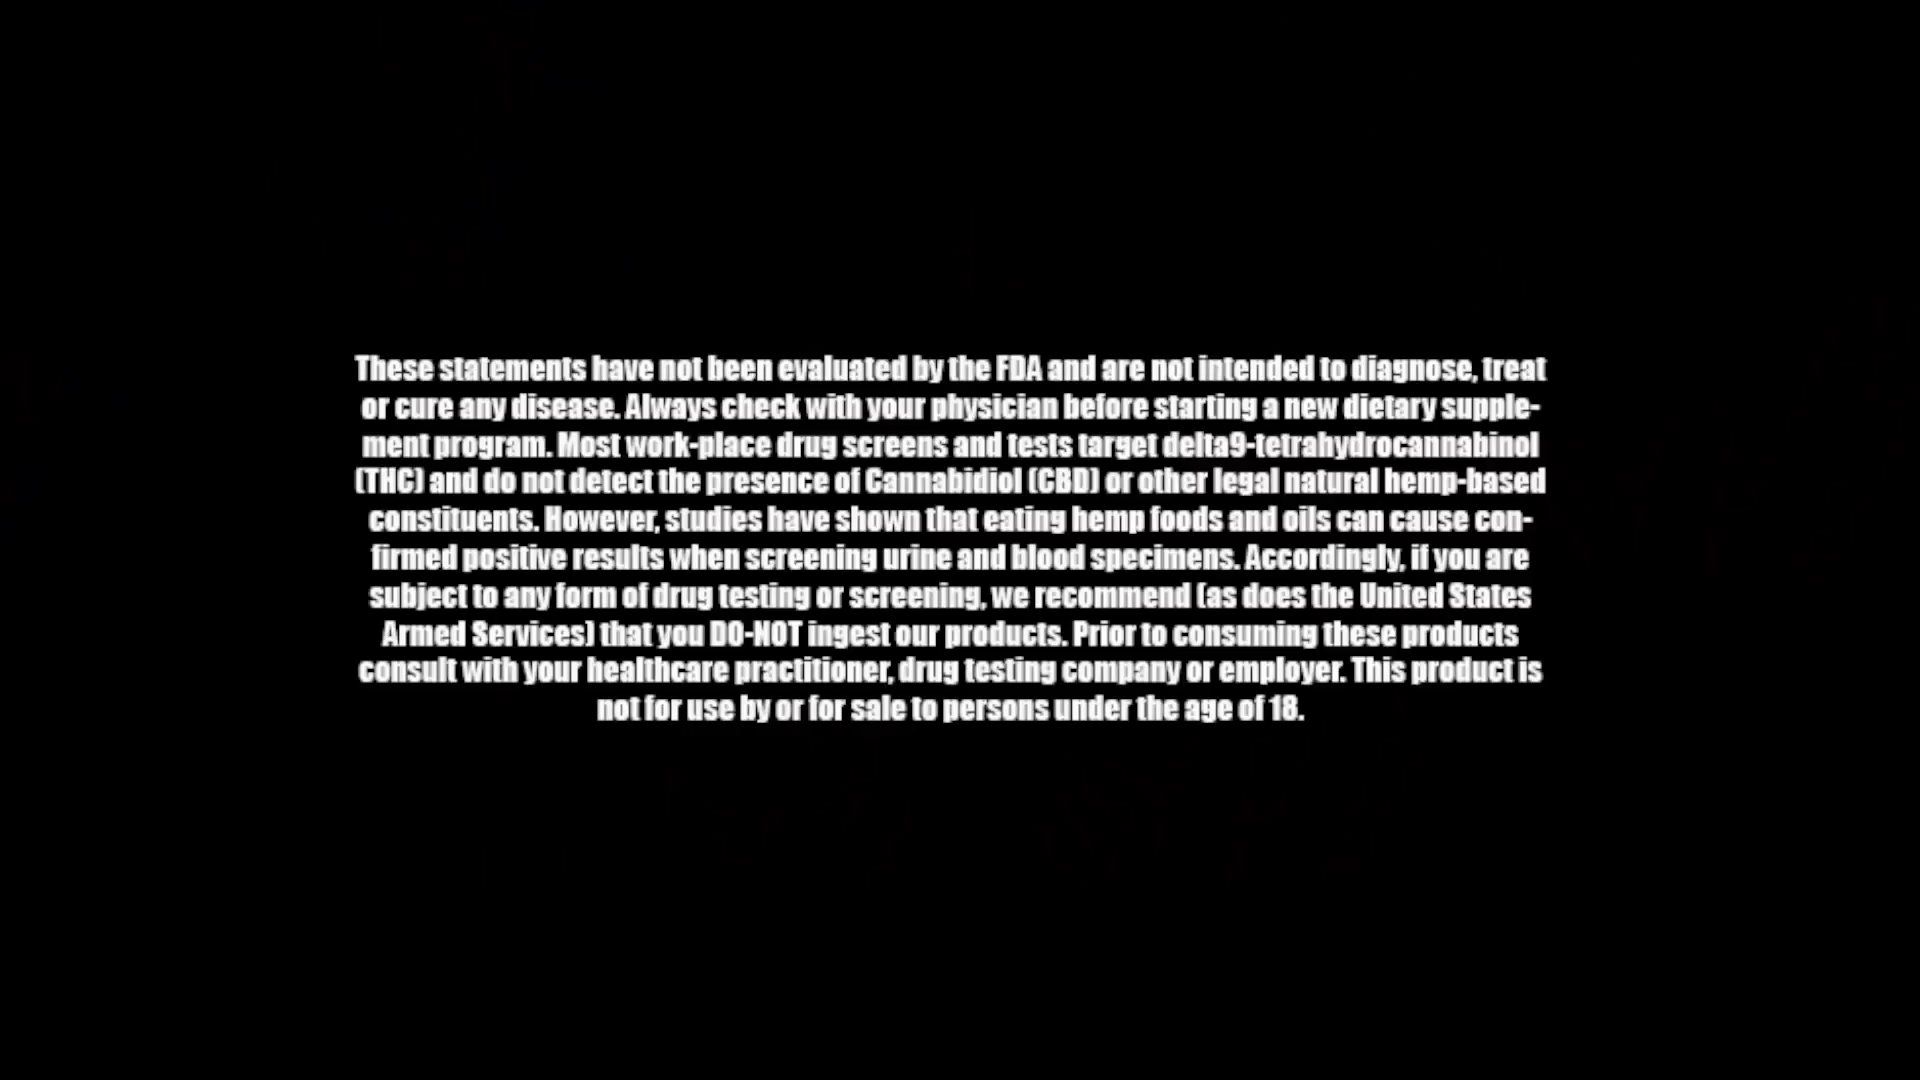 These statements have not been evaluated by the FDA and are not intended to diagnose, treat
or cure any disease. Always check with your physician before starting a new dietary supple-
ment program. Most work-place drug screens and tests target delta9-tetrahydrocannabinol
(THC) and do not detect the presence of Cannabidiol (CBD) or other legal natural hemp-based
constituents. However, studies have shown that eating hemp foods and oils can cause con-
firmed positive results when screening urine and blood specimens. Accordingly, if you are
subject to any form of drug testing or screening, we recommend (as does the United States
Armed Services) that you DO-NOT ingest our products. Prior to consuming these products
consult with your healthcare practitioner, drug testing company or employer. This product is
not for use by or for sale to persons under the age of 18.